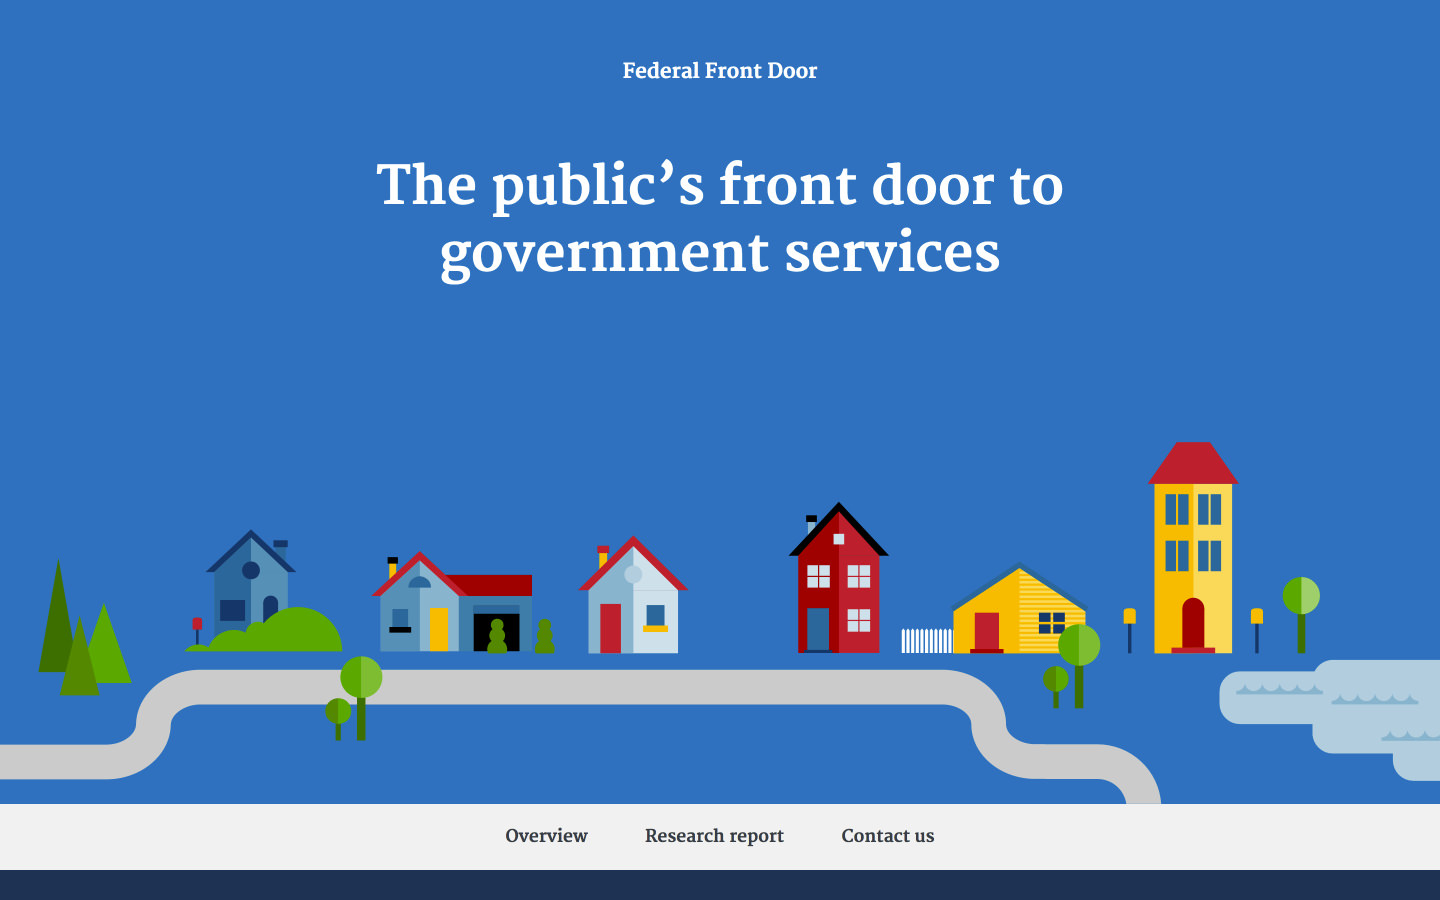 Federal Front Door
The public’s front door to
government services
Overview
Research report
Contact us